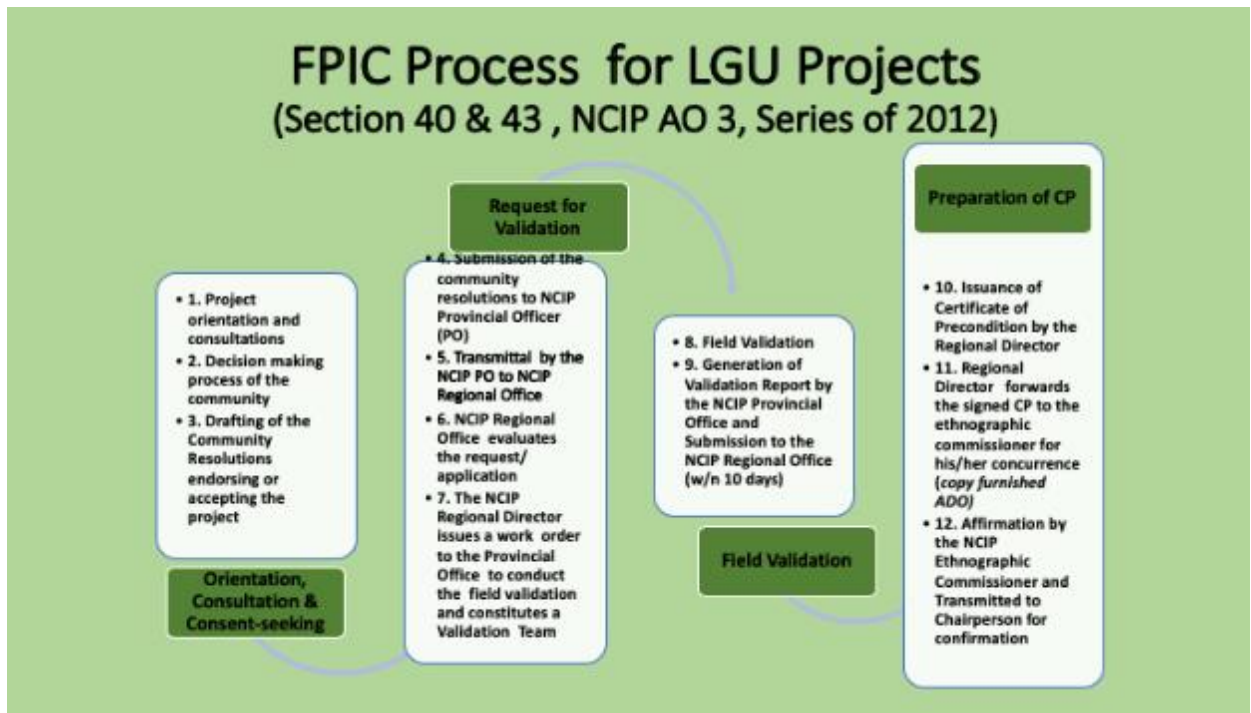 FPIC Process for LGU Projects
(Section 40 & 43 , NCIP AO 3, Series of 2012)
• 1. Project
orientation and
consultations
• 2. Decision making
process of the
community
• 3. Drafting of the
Community
Resolutions
endorsing or
accepting the
project
Orientation,
Consultation &
Consent-seeking
Request for
Validation
• 4. Submission of the
community
resolutions to NCIP
Provincial Officer
(PO)
• 5. Transmittal by the
NCIP PO to NCIP
Regional Office
• 6. NCIP Regional
Office evaluates
the request/
application
• 7. The NCIP
Regional Director
issues a work order
to the Provincial
Office to conduct
the field validation
and constitutes a
Validation Team
• 8. Field Validation
• 9. Generation of
Validation Report by
the NCIP Provincial
Office and
Submission to the
NCIP Regional Office
(w/n 10 days)
Field Validation
Preparation of CP
• 10. Issuance of
Certificate of
Precondition by the
Regional Director
• 11. Regional
Director forwards
the signed CP to the
ethnographic
commissioner for
his/her concurrence
(copy furnished
ADO)
• 12. Affirmation by
the NCIP
Ethnographic
Commissioner and
Transmitted to
Chairperson for
confirmation